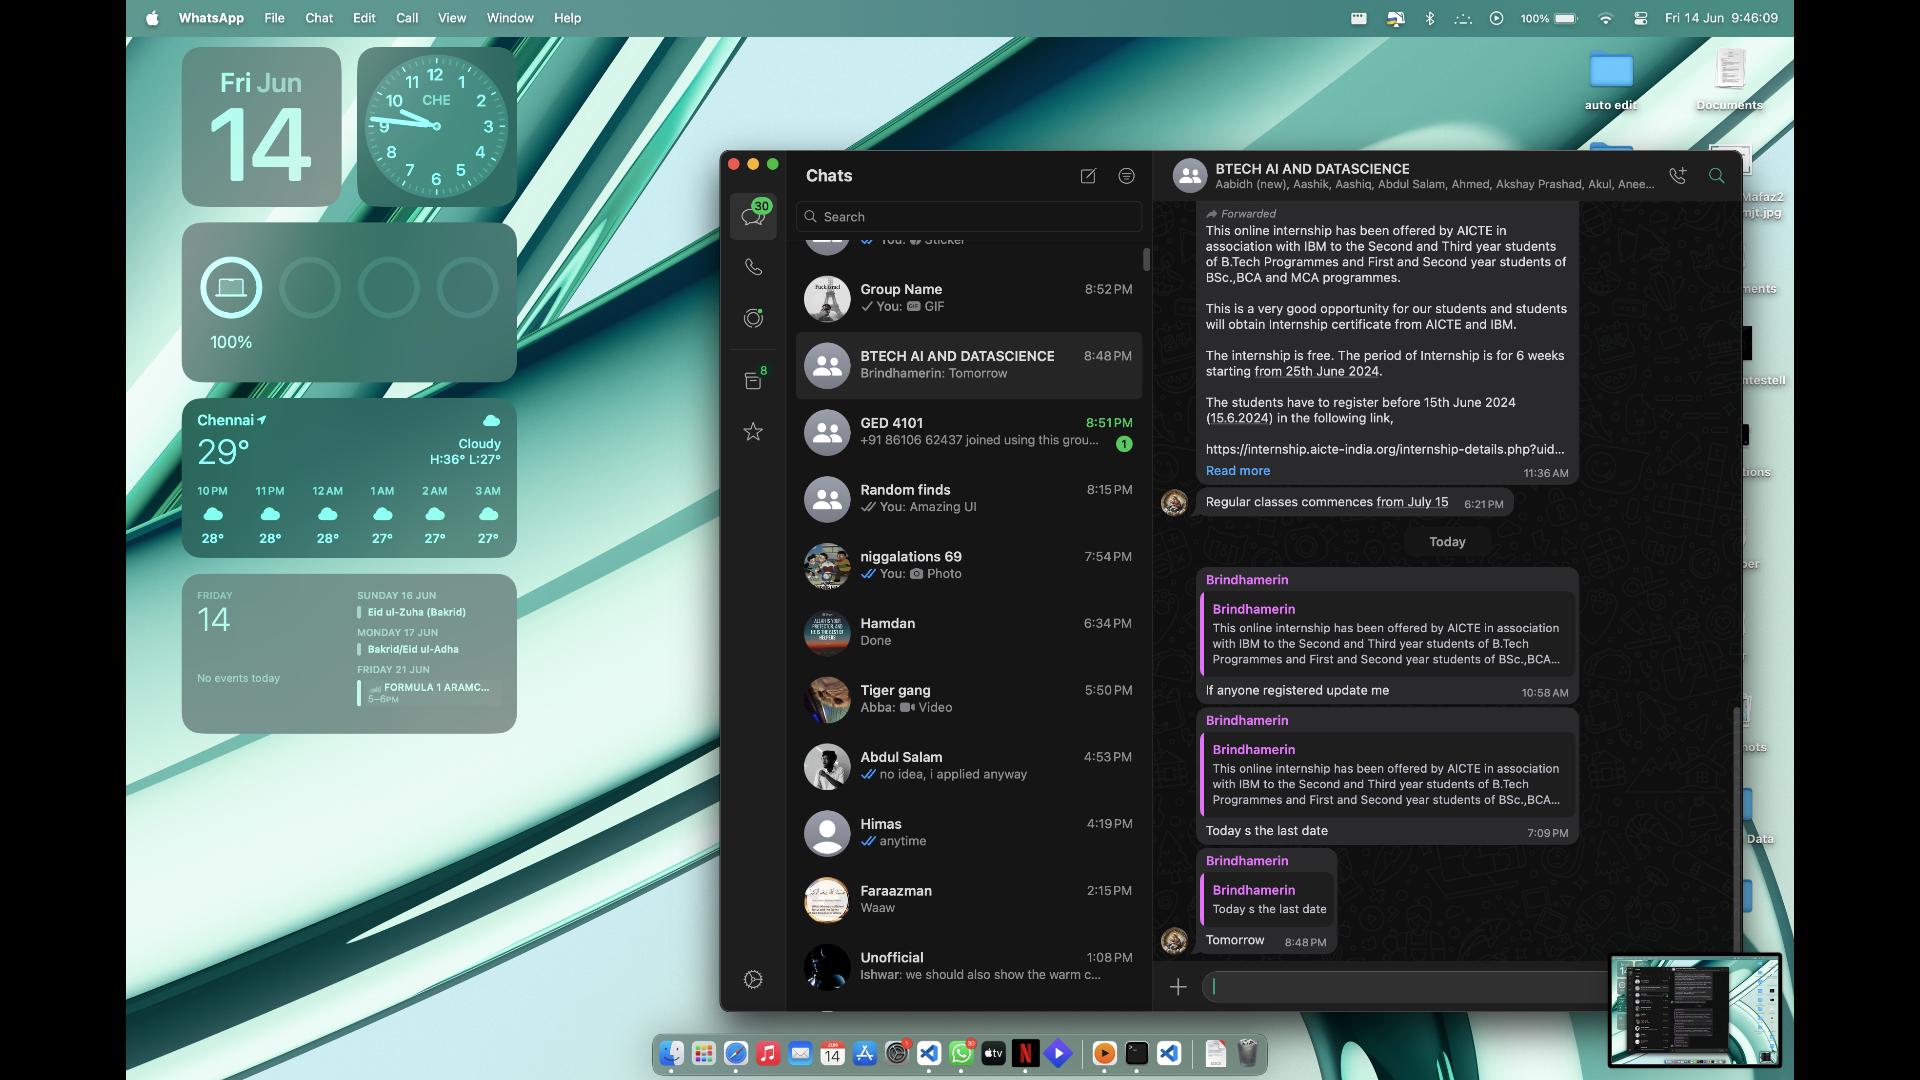 WhatsApp File Chat Edit Call View Window Help
100% Fri 14 Jun 9:46:09
Fri Jun
14
12
11 1
10 CHE 2
9 3
8 4
7 5
6
100%
Chennai
29°
Cloudy
H:36° L:27°
10 PM 11 PM 12 AM 1 AM 2 AM 3 AM
28° 28° 28° 27° 27° 27°
FRIDAY
14
No events today
SUNDAY 16 JUN
Eid ul-Zuha (Bakrid)
MONDAY 17 JUN
Bakrid/Eid ul-Adha
FRIDAY 21 JUN
FORMULA 1 ARAMC...
5–6PM
auto edit
Documents
Mafaz2
mjt.jpg
ments
ntestell
tions
per
r
nots
Data
30
8
Chats
Search
You: Sticker
Group Name 8:52 PM
You: GIF GIF
BTECH AI AND DATASCIENCE 8:48 PM
Brindhamerin: Tomorrow
GED 4101 8:51 PM
+91 86106 62437 joined using this grou... 1
Random finds 8:15 PM
You: Amazing UI
niggalations 69 7:54 PM
You: Photo
Hamdan 6:34 PM
Done
Tiger gang 5:50 PM
Abba: Video
Abdul Salam 4:53 PM
no idea, i applied anyway
Himas 4:19 PM
anytime
Faraazman 2:15 PM
Waaw
Unofficial 1:08 PM
Ishwar: we should also show the warm c...
BTECH AI AND DATASCIENCE
Aabidh (new), Aashik, Aashiq, Abdul Salam, Ahmed, Akshay Prashad, Akul, Anee...
Forwarded
This online internship has been offered by AICTE in
association with IBM to the Second and Third year students
of B.Tech Programmes and First and Second year students of
BSc.,BCA and MCA programmes.
This is a very good opportunity for our students and students
will obtain Internship certificate from AICTE and IBM.
The internship is free. The period of Internship is for 6 weeks
starting from 25th June 2024.
The students have to register before 15th June 2024
(15.6.2024) in the following link,
https://internship.aicte-india.org/internship-details.php?uid...
Read more 11:36 AM
Regular classes commences from July 15 6:21 PM
Today
Brindhamerin
Brindhamerin
This online internship has been offered by AICTE in association
with IBM to the Second and Third year students of B.Tech
Programmes and First and Second year students of BSc.,BCA...
If anyone registered update me 10:58 AM
Brindhamerin
Brindhamerin
This online internship has been offered by AICTE in association
with IBM to the Second and Third year students of B.Tech
Programmes and First and Second year students of BSc.,BCA...
Today s the last date 7:09 PM
Brindhamerin
Brindhamerin
Today s the last date
Tomorrow 8:48 PM
JUN
14
1
30
tv